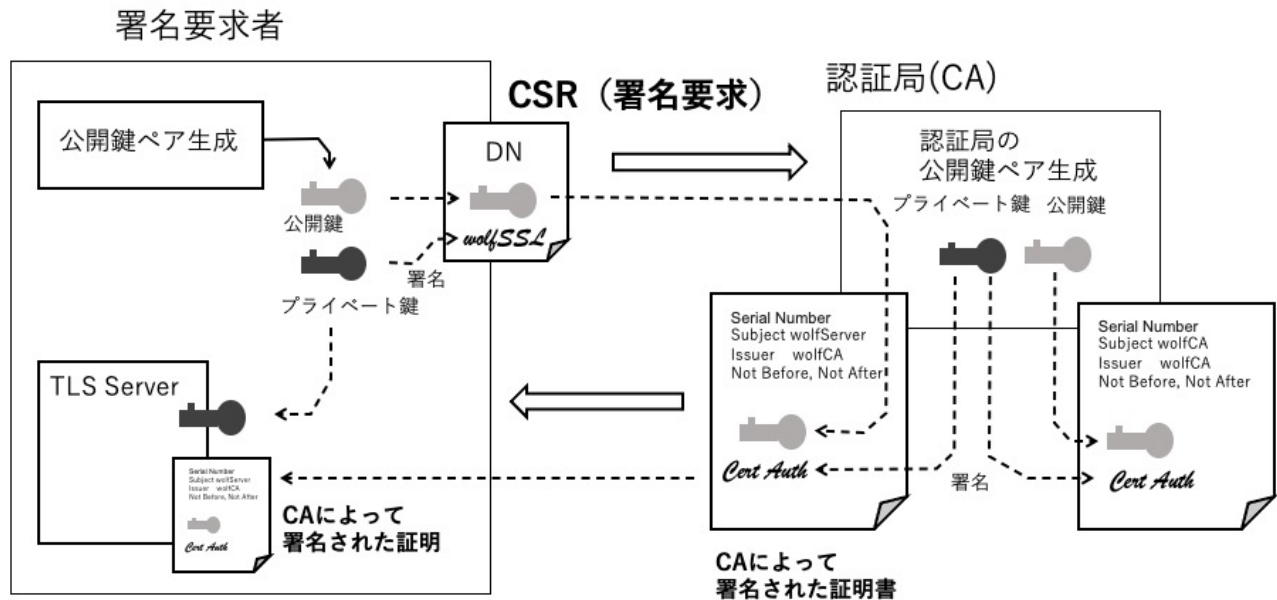 署名要求者
公開鍵ペア生成
公開鍵
プライベート鍵
署名
CSR（署名要求）
DN
wolfSSL
認証局(CA)
認証局の
公開鍵ペア生成
プライベート鍵 公開鍵
Serial Number
Subject wolfServer
Issuer wolfCA
Not Before, Not After
Cert Auth
署名
Serial Number
Subject wolfCA
Issuer wolfCA
Not Before, Not After
Cert Auth
CAによって
署名された証明書
TLS Server
Serial Number
Subject wolfServer
Issuer wolfCA
Not Before, Not After
Cert Auth
CAによって
署名された証明